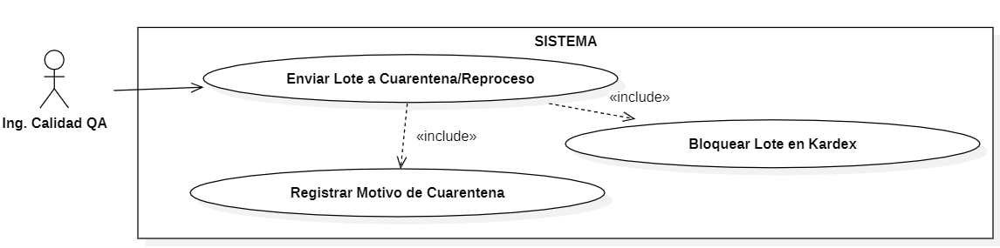 SISTEMA
Enviar Lote a Cuarentena/Reproceso
«include»
Ing. Calidad QA
«include»
Bloquear Lote en Kardex
Registrar Motivo de Cuarentena